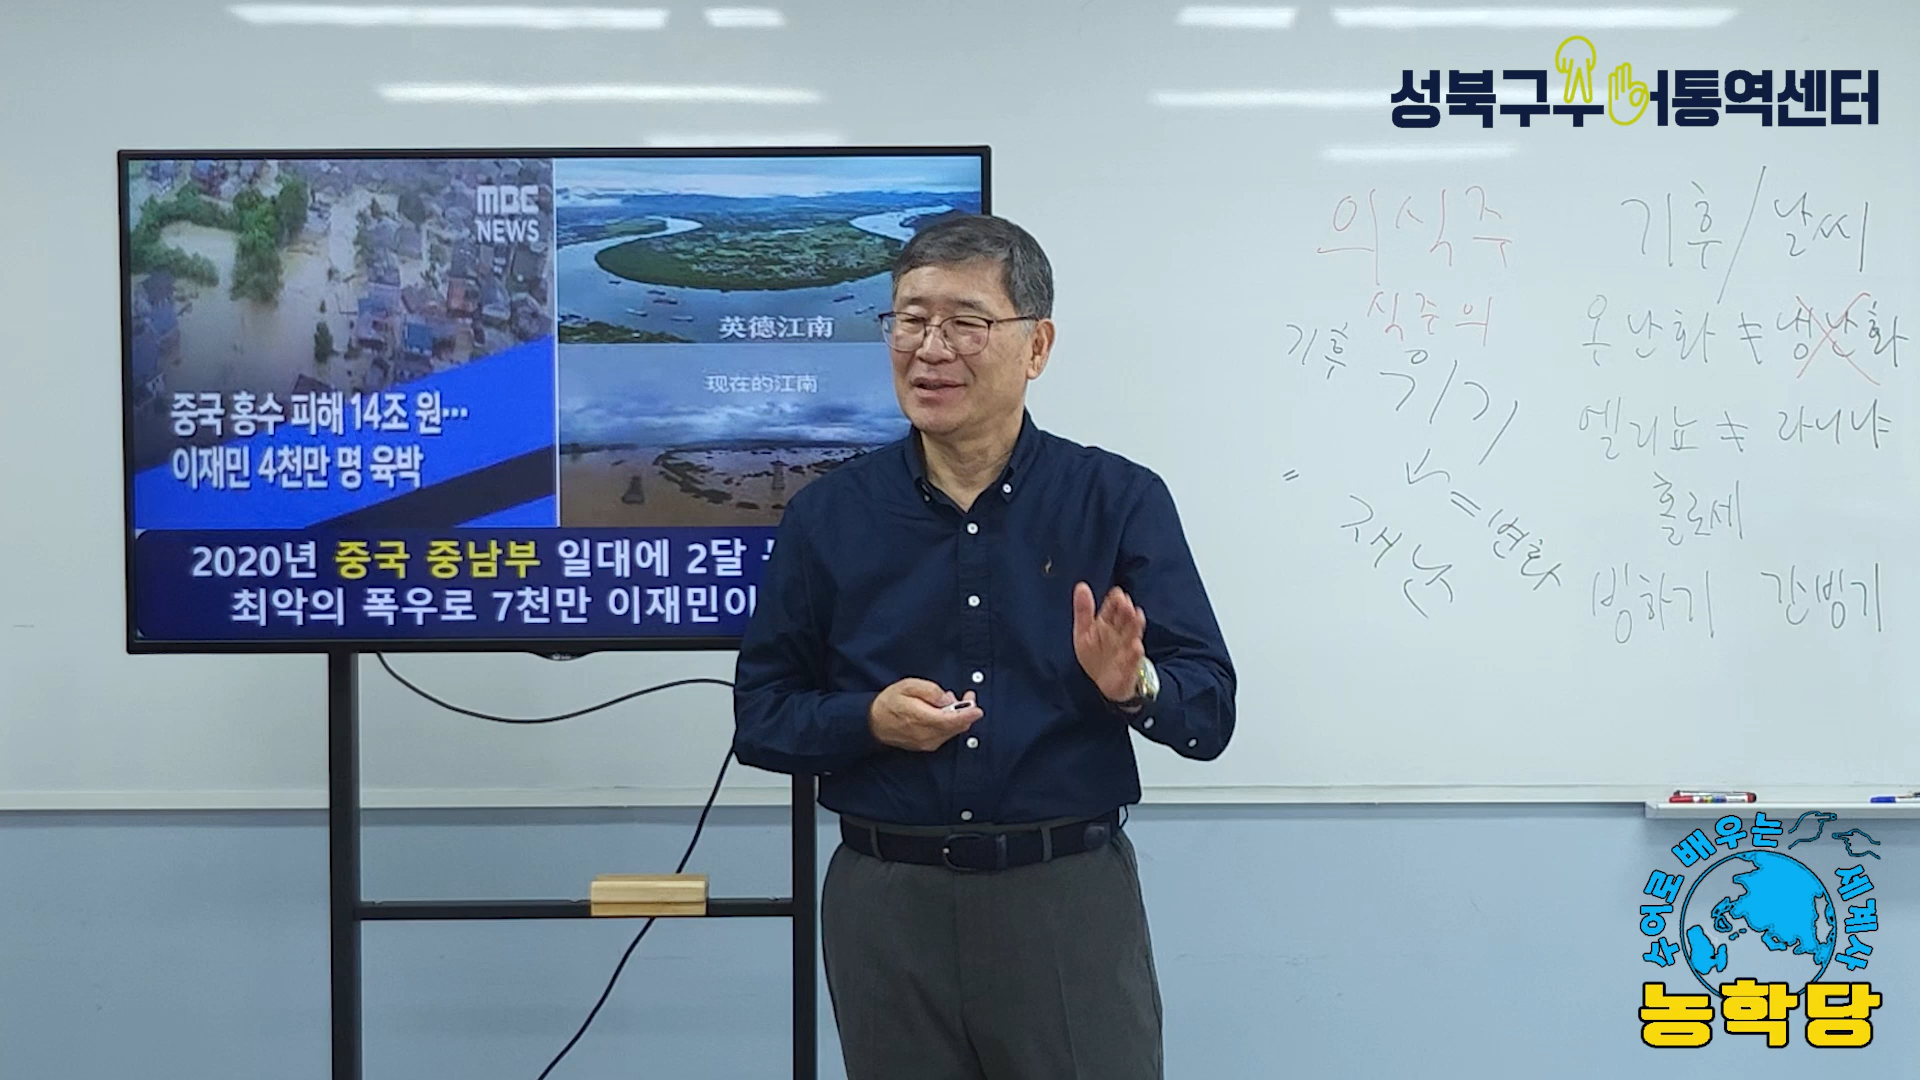 성북구수어통역센터
MBC
NEWS
英德江南
现在的江南
중국 홍수 피해 14조 원…
이재민 4천만 명 육박
2020년 중국 중남부 일대에 2달
최악의 폭우로 7천만 이재민이
의식주
식주의
기후
위기
=
재난
= 변화
기후/날씨
온난화 ≠ 냉난화
엘리뇨 ≠ 라니냐
홀로세
빙하기 간빙기
수어로 배우는 세계사
농학당